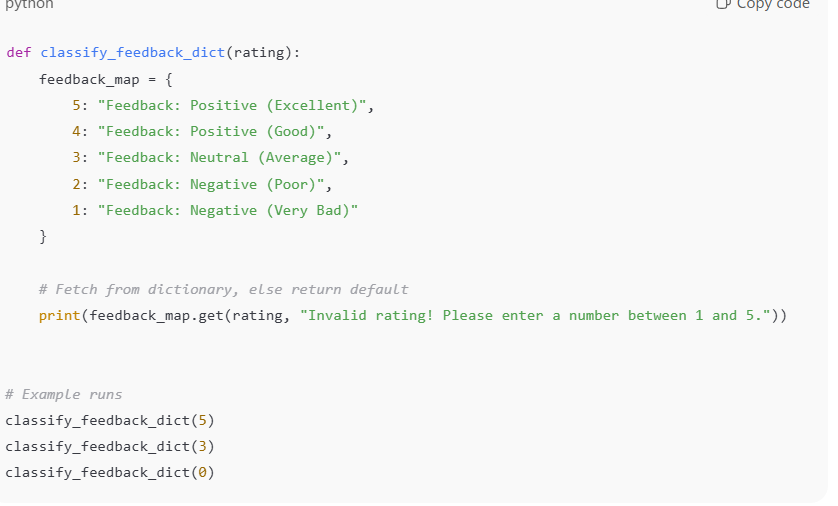 python
Copy code
def classify_feedback_dict(rating):
    feedback_map = {
        5: "Feedback: Positive (Excellent)",
        4: "Feedback: Positive (Good)",
        3: "Feedback: Neutral (Average)",
        2: "Feedback: Negative (Poor)",
        1: "Feedback: Negative (Very Bad)"
    }
    # Fetch from dictionary, else return default
    print(feedback_map.get(rating, "Invalid rating! Please enter a number between 1 and 5."))
# Example runs
classify_feedback_dict(5)
classify_feedback_dict(3)
classify_feedback_dict(0)